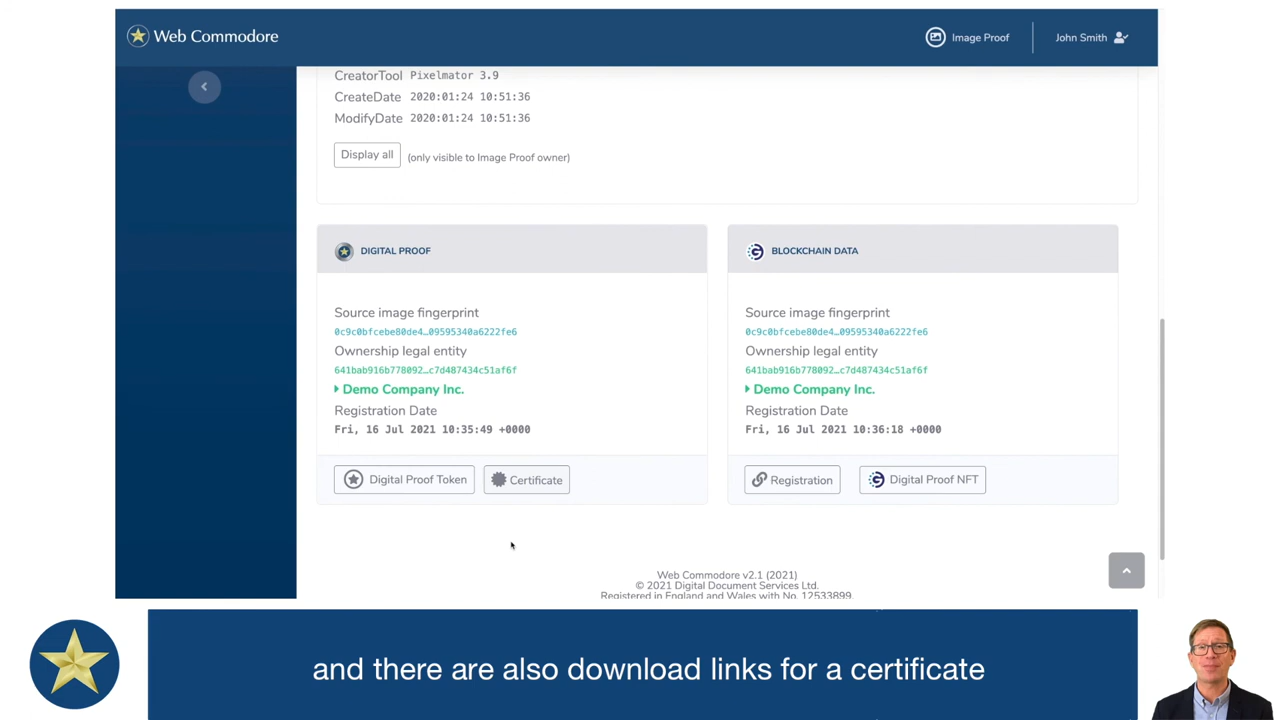 Web Commodore
Image Proof
John Smith
CreatorTool Pixelmator 3.9
CreateDate 2020:01:24 10:51:36
ModifyDate 2020:01:24 10:51:36
Display all (only visible to Image Proof owner)
DIGITAL PROOF
Source image fingerprint
0c9c0bfcebe80de4…09595340a6222fe6
Ownership legal entity
641bab916b778092…c7d487434c51af6f
Demo Company Inc.
Registration Date
Fri, 16 Jul 2021 10:35:49 +0000
Digital Proof Token
Certificate
BLOCKCHAIN DATA
Source image fingerprint
0c9c0bfcebe80de4…09595340a6222fe6
Ownership legal entity
641bab916b778092…c7d487434c51af6f
Demo Company Inc.
Registration Date
Fri, 16 Jul 2021 10:36:18 +0000
Registration
Digital Proof NFT
Web Commodore v2.1 (2021)
© 2021 Digital Document Services Ltd.
Registered in England and Wales with No. 12533899.
and there are also download links for a certificate